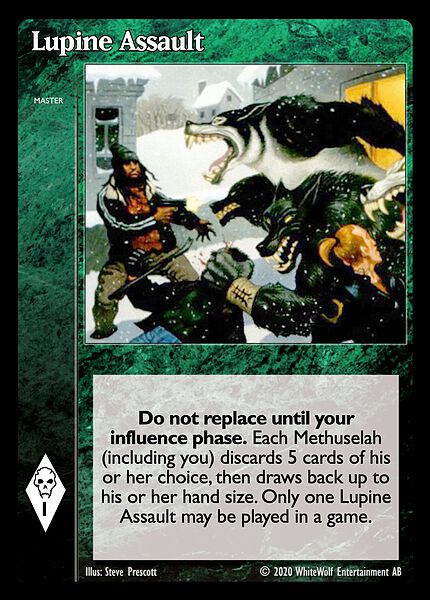 Lupine Assault
MASTER
Do not replace until your
influence phase. Each Methuselah
(including you) discards 5 cards of his
or her choice, then draws back up to
his or her hand size. Only one Lupine
Assault may be played in a game.
I
Illus: Steve Prescott
© 2020 WhiteWolf Entertainment AB